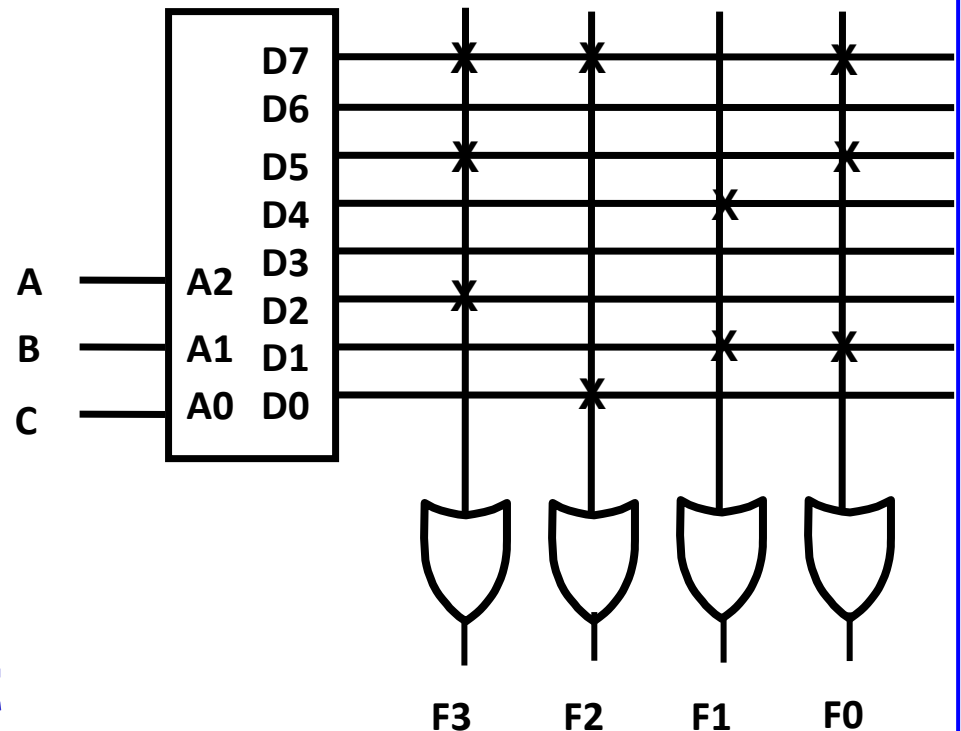 D7
D6
D5
D4
D3
A A2
D2
B A1
D1
C A0 D0
X X X
X X
X
X
X X
X
F3 F2 F1 F0